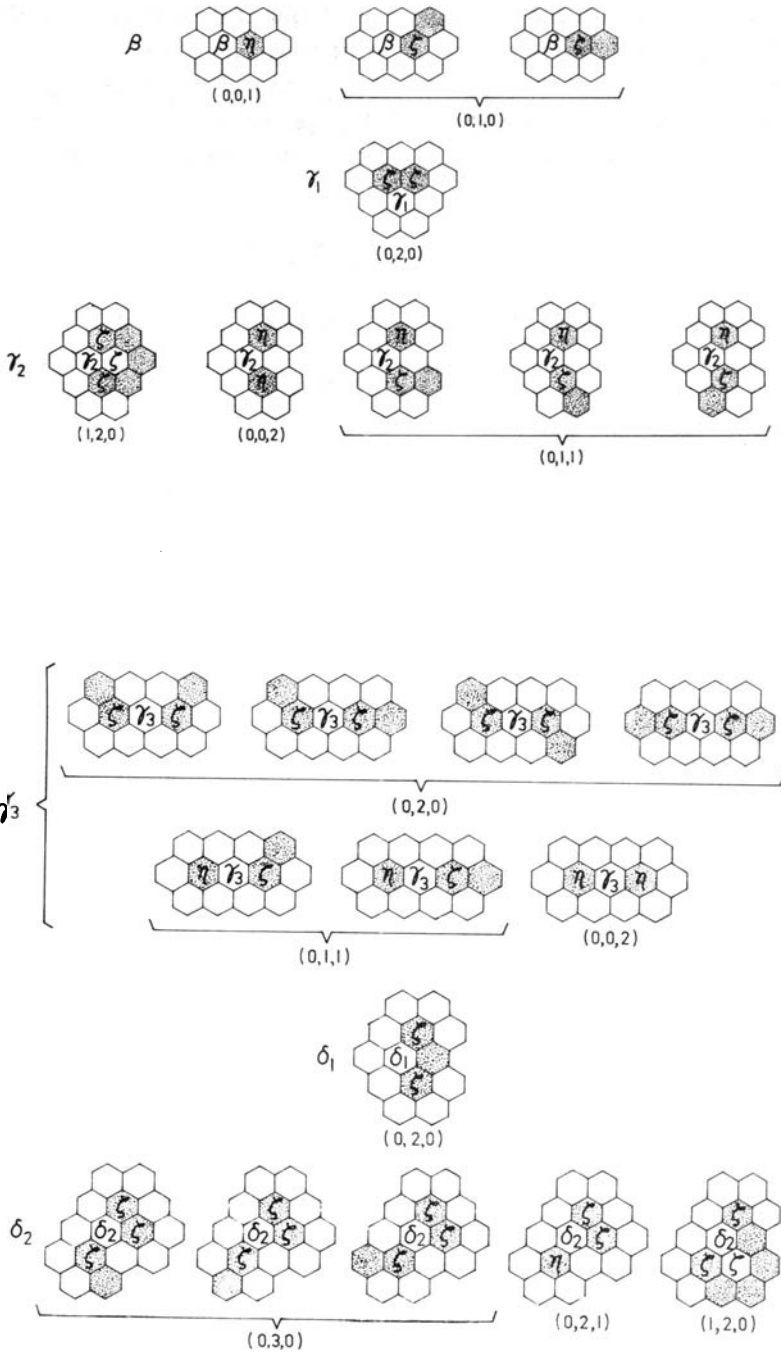 β β η β ζ β ζ
(0,0,1)
(0,1,0)
γ₁ ζ ζ
γ₁
(0,2,0)
ζ η η η η
γ₂ γ₂ ζ γ₂ γ₂ γ₂ γ₂
ζ η ζ ζ ζ
(1,2,0) (0,0,2)
(0,1,1)
ζ γ₃ ζ ζ γ₃ ζ ζ γ₃ ζ ζ γ₃ ζ
(0,2,0)
γ₃
η γ₃ ζ η γ₃ ζ η γ₃ η
(0,1,1) (0,0,2)
ζ
δ₁ δ₁
ζ
(0,2,0)
ζ ζ ζ ζ ζ
δ₂ δ₂ ζ δ₂ ζ δ₂ ζ δ₂ ζ δ₂
ζ ζ ζ η ζ ζ
(0,3,0) (0,2,1) (1,2,0)